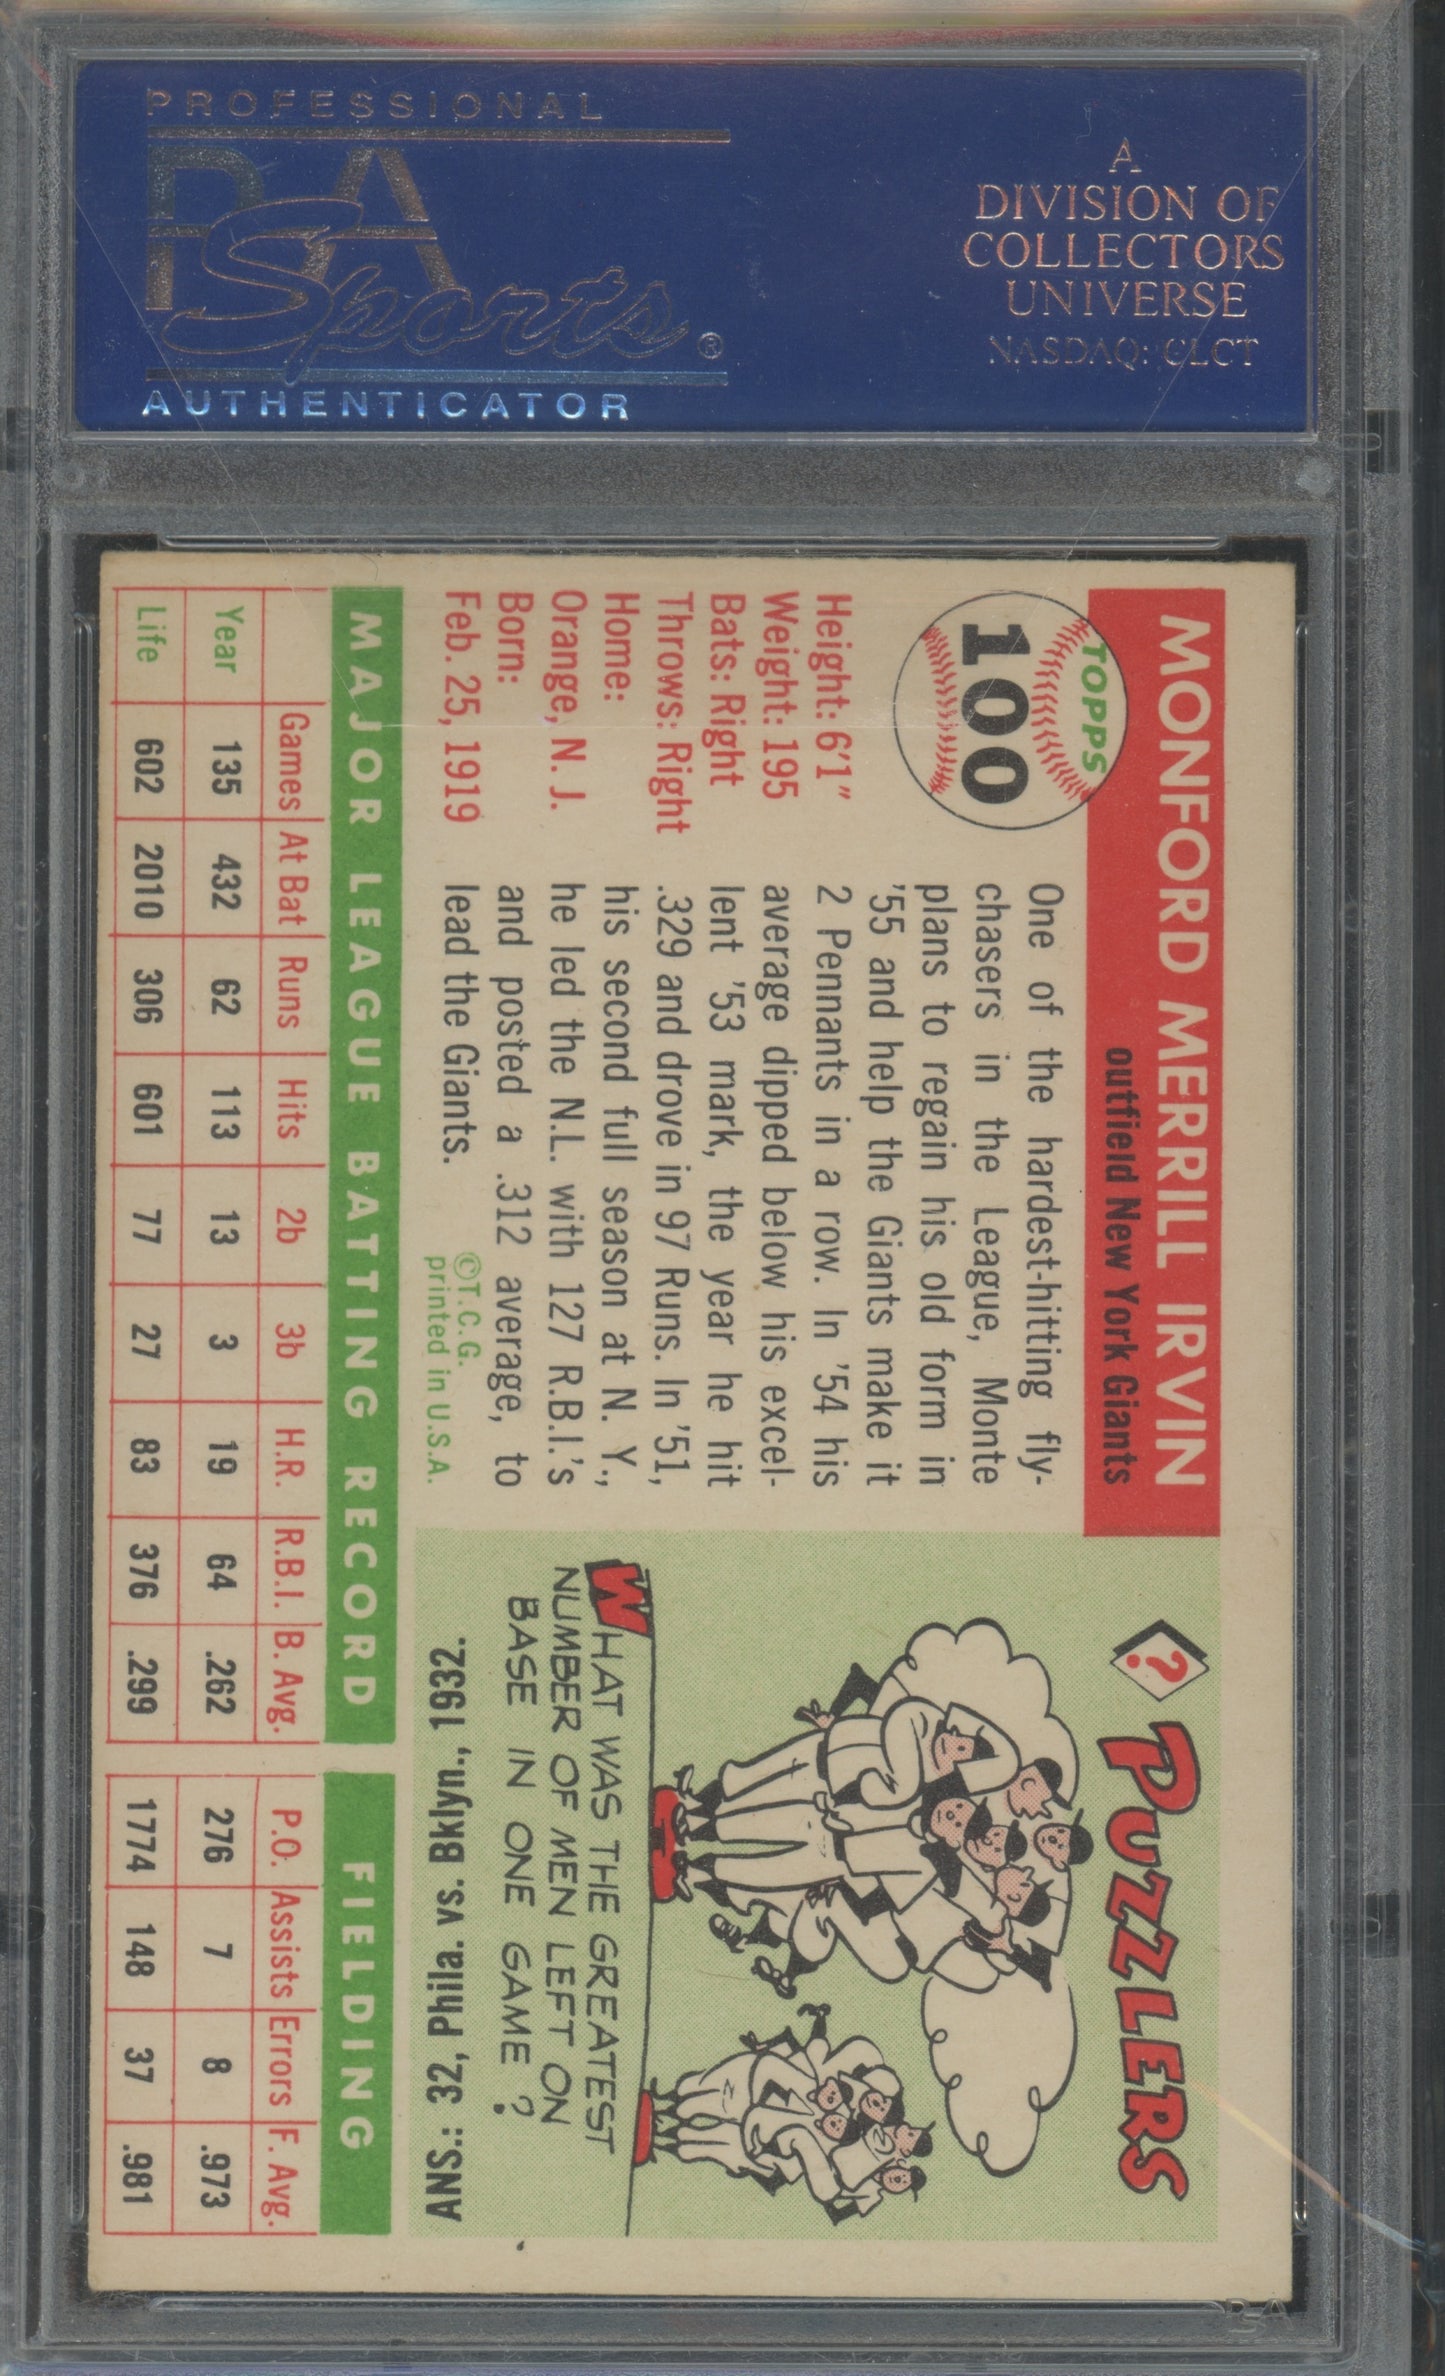 PROFESSIONAL
PSA
Sports®
AUTHENTICATOR
A
DIVISION OF
COLLECTORS
UNIVERSE
NASDAQ: CLCT
MONFORD MERRILL IRVIN
outfield New York Giants
TOPPS
100
Height: 6'1"
Weight: 195
Bats: Right
Throws: Right
Home:
Orange, N. J.
Born:
Feb. 25, 1919
One of the hardest-hitting fly-
chasers in the League, Monte
plans to regain his old form in
'55 and help the Giants make it
2 Pennants in a row. In '54 his
average dipped below his excel-
lent '53 mark, the year he hit
.329 and drove in 97 Runs. In '51,
his second full season at N. Y.,
he led the N.L. with 127 R.B.I.'s
and posted a .312 average, to
lead the Giants.
©T.C.G.
printed in U.S.A.
? PUZZLERS
WHAT WAS THE GREATEST
NUMBER OF MEN LEFT ON
BASE IN ONE GAME?
ANS.: 32, Phila. vs. Bklyn., 1932.
MAJOR LEAGUE BATTING RECORD FIELDING
Games At Bat Runs Hits 2b 3b H.R. R.B.I. B. Avg. P.O. Assists Errors F. Avg.
Year 135 432 62 113 13 3 19 64 .262 276 7 8 .973
Life 602 2010 306 601 77 27 83 376 .299 1774 148 37 .981
PSA